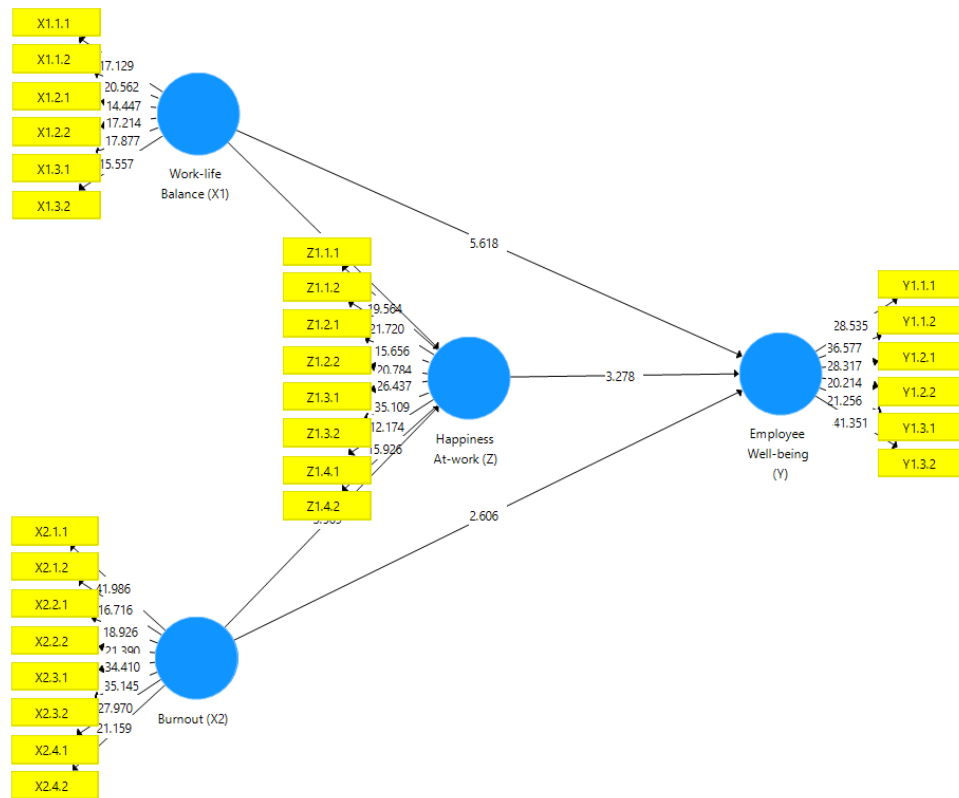 X1.1.1
X1.1.2
X1.2.1
X1.2.2
X1.3.1
X1.3.2
17.129
20.562
14.447
17.214
17.877
15.557
Work-life
Balance (X1)
5.618
Z1.1.1
Z1.1.2
Z1.2.1
Z1.2.2
Z1.3.1
Z1.3.2
Z1.4.1
Z1.4.2
19.564
21.720
15.656
20.784
26.437
35.109
12.174
15.926
Happiness
At-work (Z)
3.278
Employee
Well-being
(Y)
28.535
36.577
28.317
20.214
21.256
41.351
Y1.1.1
Y1.1.2
Y1.2.1
Y1.2.2
Y1.3.1
Y1.3.2
2.606
X2.1.1
X2.1.2
X2.2.1
X2.2.2
X2.3.1
X2.3.2
X2.4.1
X2.4.2
41.986
16.716
18.926
21.390
34.410
35.145
27.970
21.159
Burnout (X2)